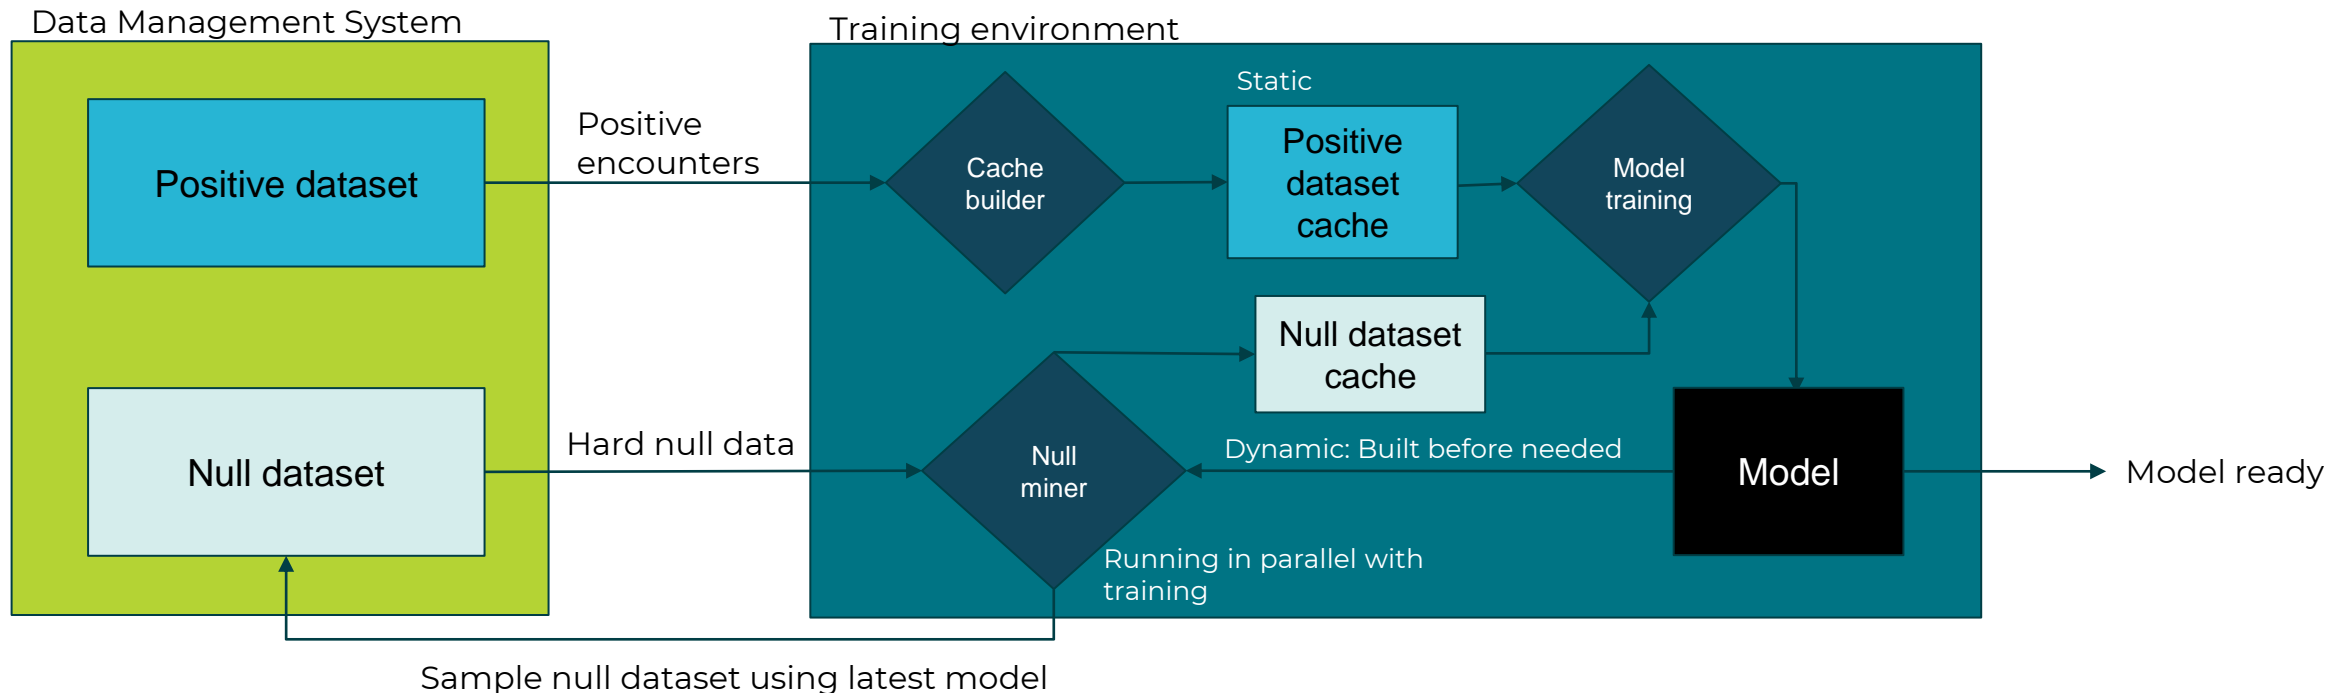 Data Management System
Training environment
Static
Positive
encounters
Positive dataset
Cache
builder
Positive
dataset
cache
Model
training
Null dataset
cache
Hard null data
Null dataset
Null
miner
Dynamic: Built before needed
Model
Model ready
Running in parallel with
training
Sample null dataset using latest model